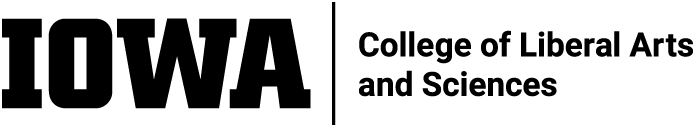 IOWA
College of Liberal Arts
and Sciences